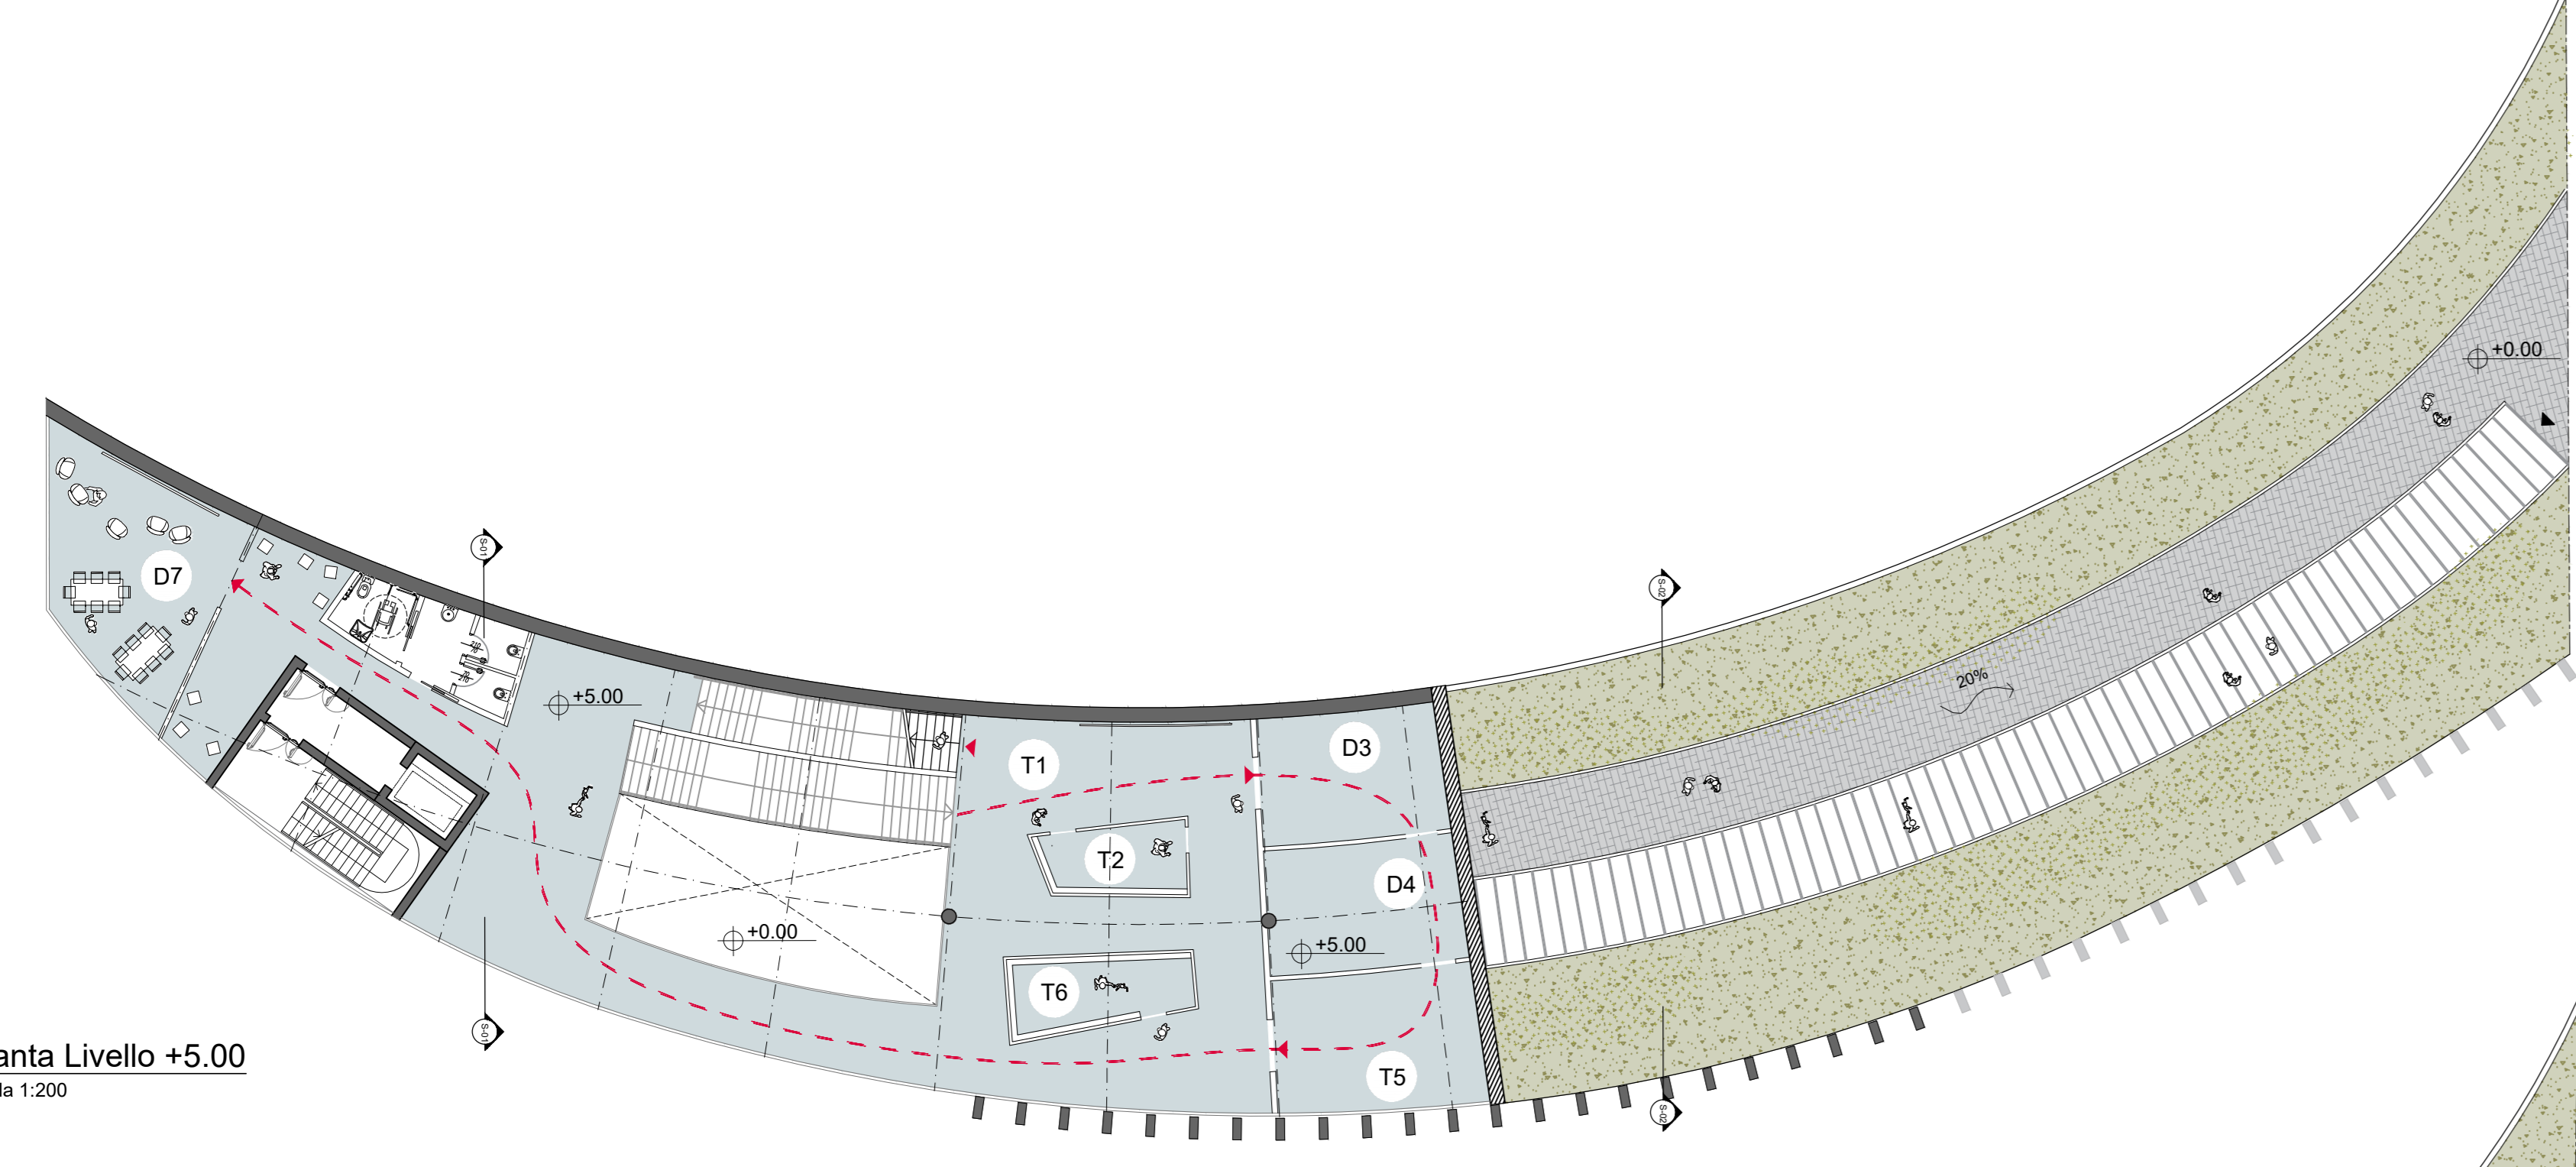 +0.00
D7
S-01
S-02
+5.00
20%
T1
D3
T2
D4
+0.00
+5.00
T6
S-01
anta Livello +5.00
la 1:200
T5
S-02